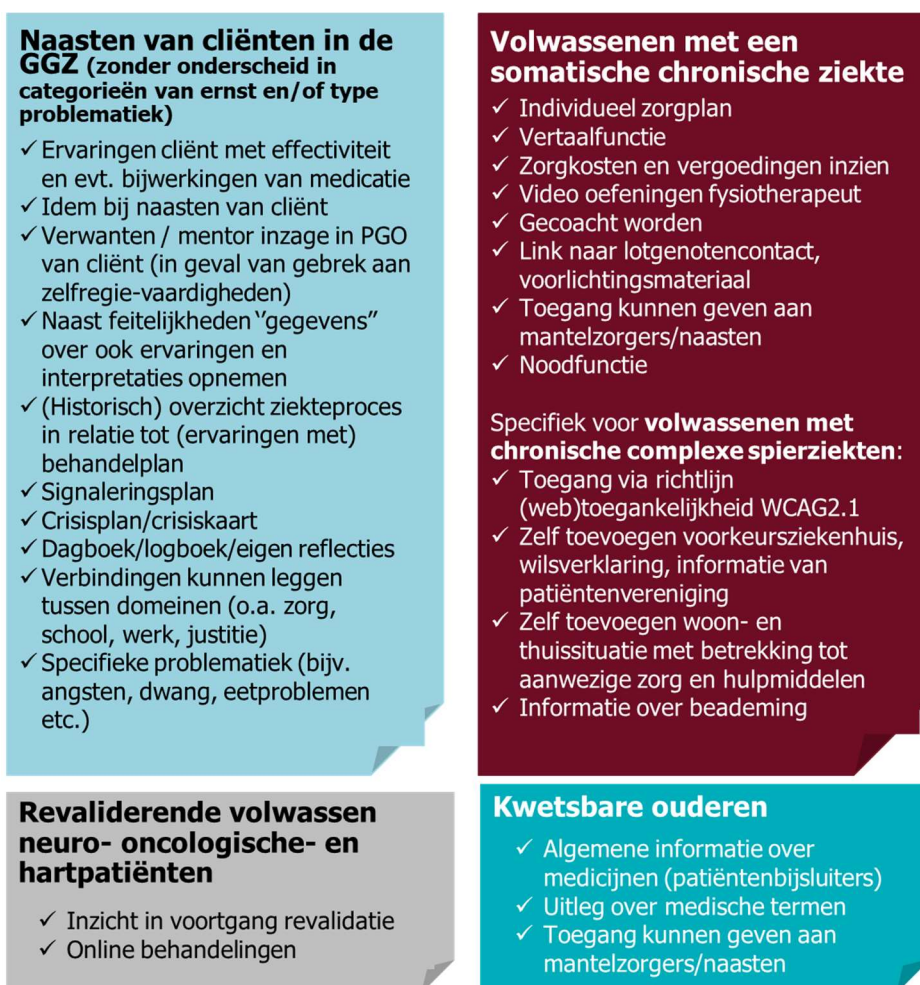 Naasten van cliënten in de
GGZ (zonder onderscheid in
categorieën van ernst en/of type
problematiek)
✓ Ervaringen cliënt met effectiviteit
en evt. bijwerkingen van medicatie
✓ Idem bij naasten van cliënt
✓ Verwanten / mentor inzage in PGO
van cliënt (in geval van gebrek aan
zelfregie-vaardigheden)
✓ Naast feitelijkheden ‘’gegevens”
over ook ervaringen en
interpretaties opnemen
✓ (Historisch) overzicht ziekteproces
in relatie tot (ervaringen met)
behandelplan
✓ Signaleringsplan
✓ Crisisplan/crisiskaart
✓ Dagboek/logboek/eigen reflecties
✓ Verbindingen kunnen leggen
tussen domeinen (o.a. zorg,
school, werk, justitie)
✓ Specifieke problematiek (bijv.
angsten, dwang, eetproblemen
etc.)
Volwassenen met een
somatische chronische ziekte
✓ Individueel zorgplan
✓ Vertaalfunctie
✓ Zorgkosten en vergoedingen inzien
✓ Video oefeningen fysiotherapeut
✓ Gecoacht worden
✓ Link naar lotgenotencontact,
voorlichtingsmateriaal
✓ Toegang kunnen geven aan
mantelzorgers/naasten
✓ Noodfunctie
Specifiek voor volwassenen met
chronische complexe spierziekten:
✓ Toegang via richtlijn
(web)toegankelijkheid WCAG2.1
✓ Zelf toevoegen voorkeursziekenhuis,
wilsverklaring, informatie van
patiëntenvereniging
✓ Zelf toevoegen woon- en
thuissituatie met betrekking tot
aanwezige zorg en hulpmiddelen
✓ Informatie over beademing
Revaliderende volwassen
neuro- oncologische- en
hartpatiënten
✓ Inzicht in voortgang revalidatie
✓ Online behandelingen
Kwetsbare ouderen
✓ Algemene informatie over
medicijnen (patiëntenbijsluiters)
✓ Uitleg over medische termen
✓ Toegang kunnen geven aan
mantelzorgers/naasten